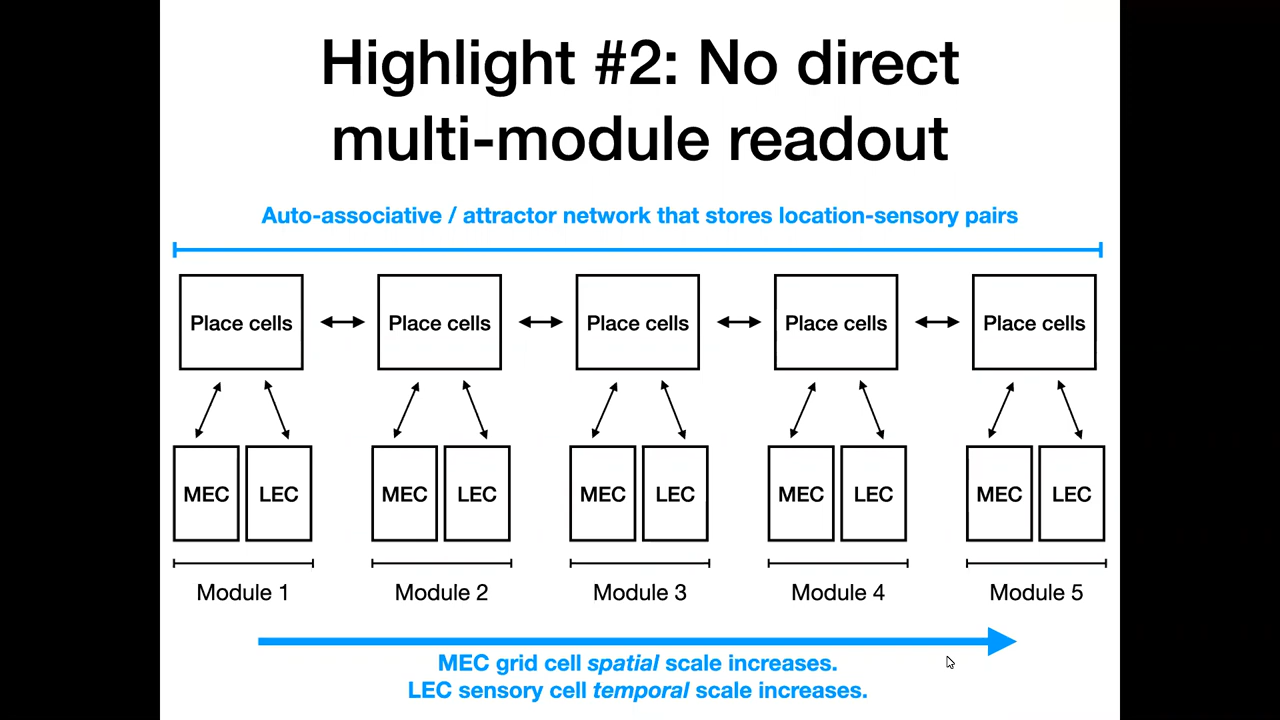 Highlight #2: No direct
multi-module readout
Auto-associative / attractor network that stores location-sensory pairs
Place cells Place cells Place cells Place cells Place cells
MEC LEC MEC LEC MEC LEC MEC LEC MEC LEC
Module 1 Module 2 Module 3 Module 4 Module 5
MEC grid cell spatial scale increases.
LEC sensory cell temporal scale increases.